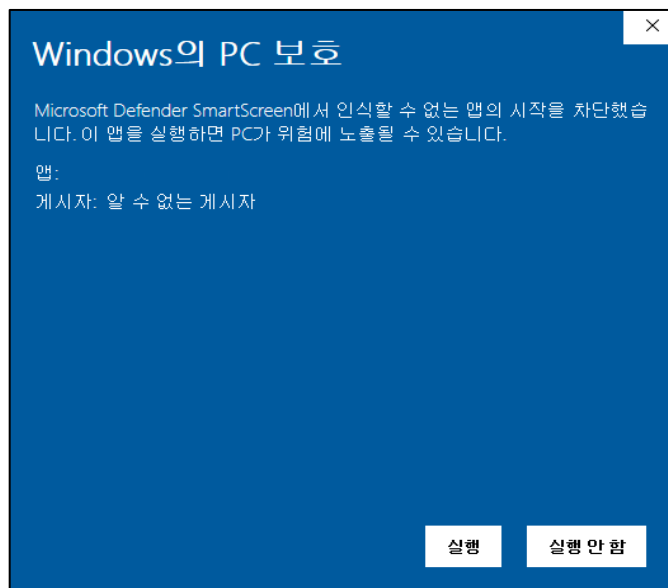 Windows의 PC 보호
Microsoft Defender SmartScreen에서 인식할 수 없는 앱의 시작을 차단했습
니다. 이 앱을 실행하면 PC가 위험에 노출될 수 있습니다.
앱:
게시자: 알 수 없는 게시자
실행 실행 안 함